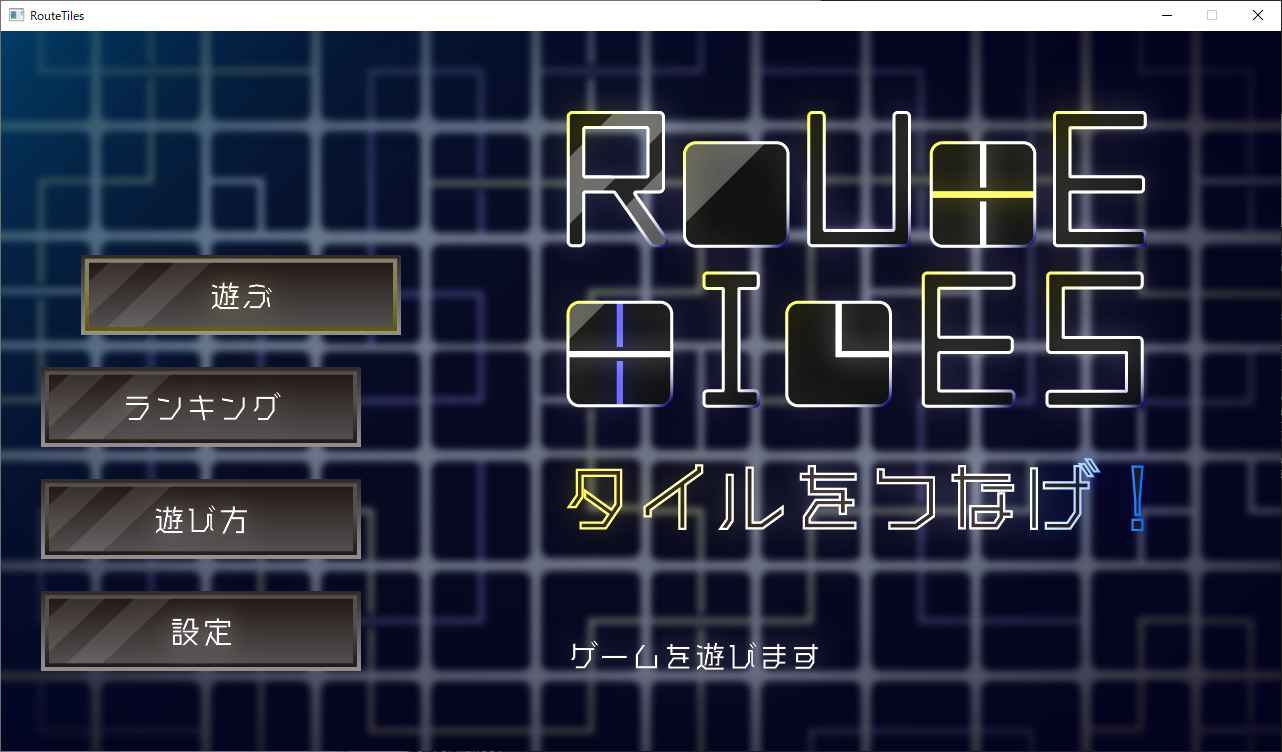 RouteTiles
ROUTE
TILES
タイルをつなげ！
遊ぶ
ランキング
遊び方
設定
ゲームを遊びます